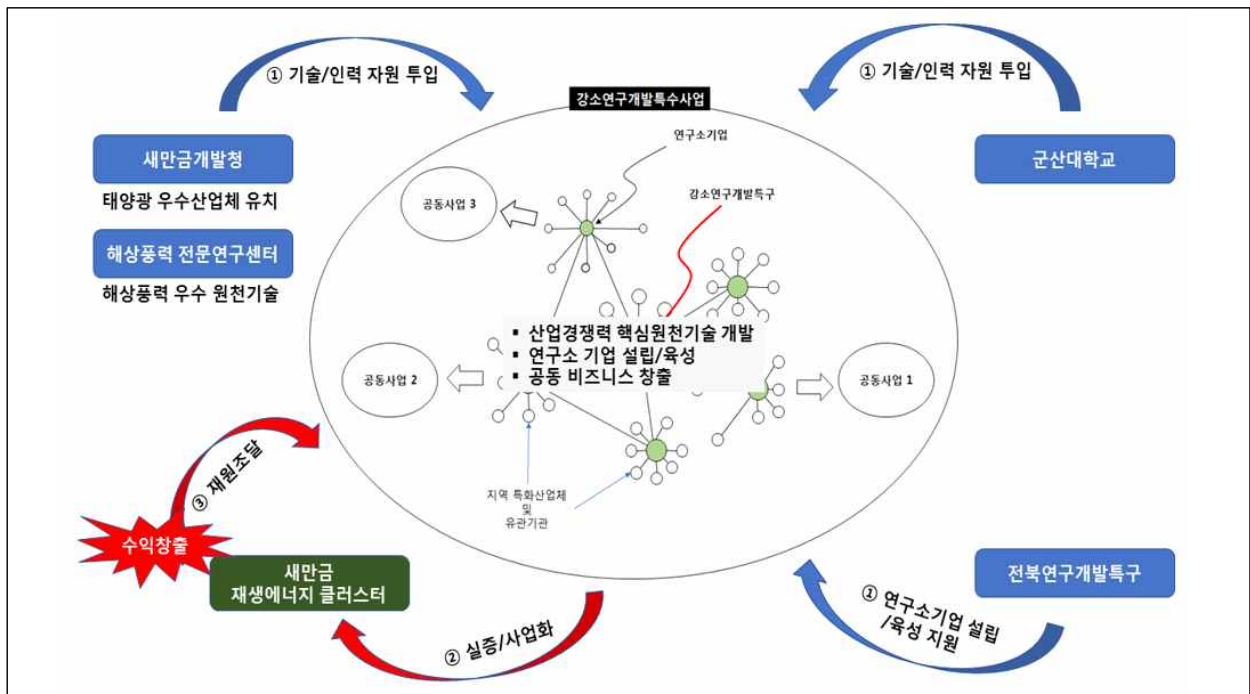 ① 기술/인력 자원 투입
① 기술/인력 자원 투입
강소연구개발특수사업
새만금개발청
태양광 우수산업체 유치
해상풍력 전문연구센터
해상풍력 우수 원천기술
군산대학교
연구소기업
강소연구개발특구
공동사업 3
▪ 산업경쟁력 핵심원천기술 개발
▪ 연구소 기업 설립/육성
▪ 공동 비즈니스 창출
공동사업 2
공동사업 1
지역 특화산업체
및
유관기관
③ 재원조달
수익창출
새만금
재생에너지 클러스터
② 실증/사업화
전북연구개발특구
① 연구소기업 설립
/육성 지원